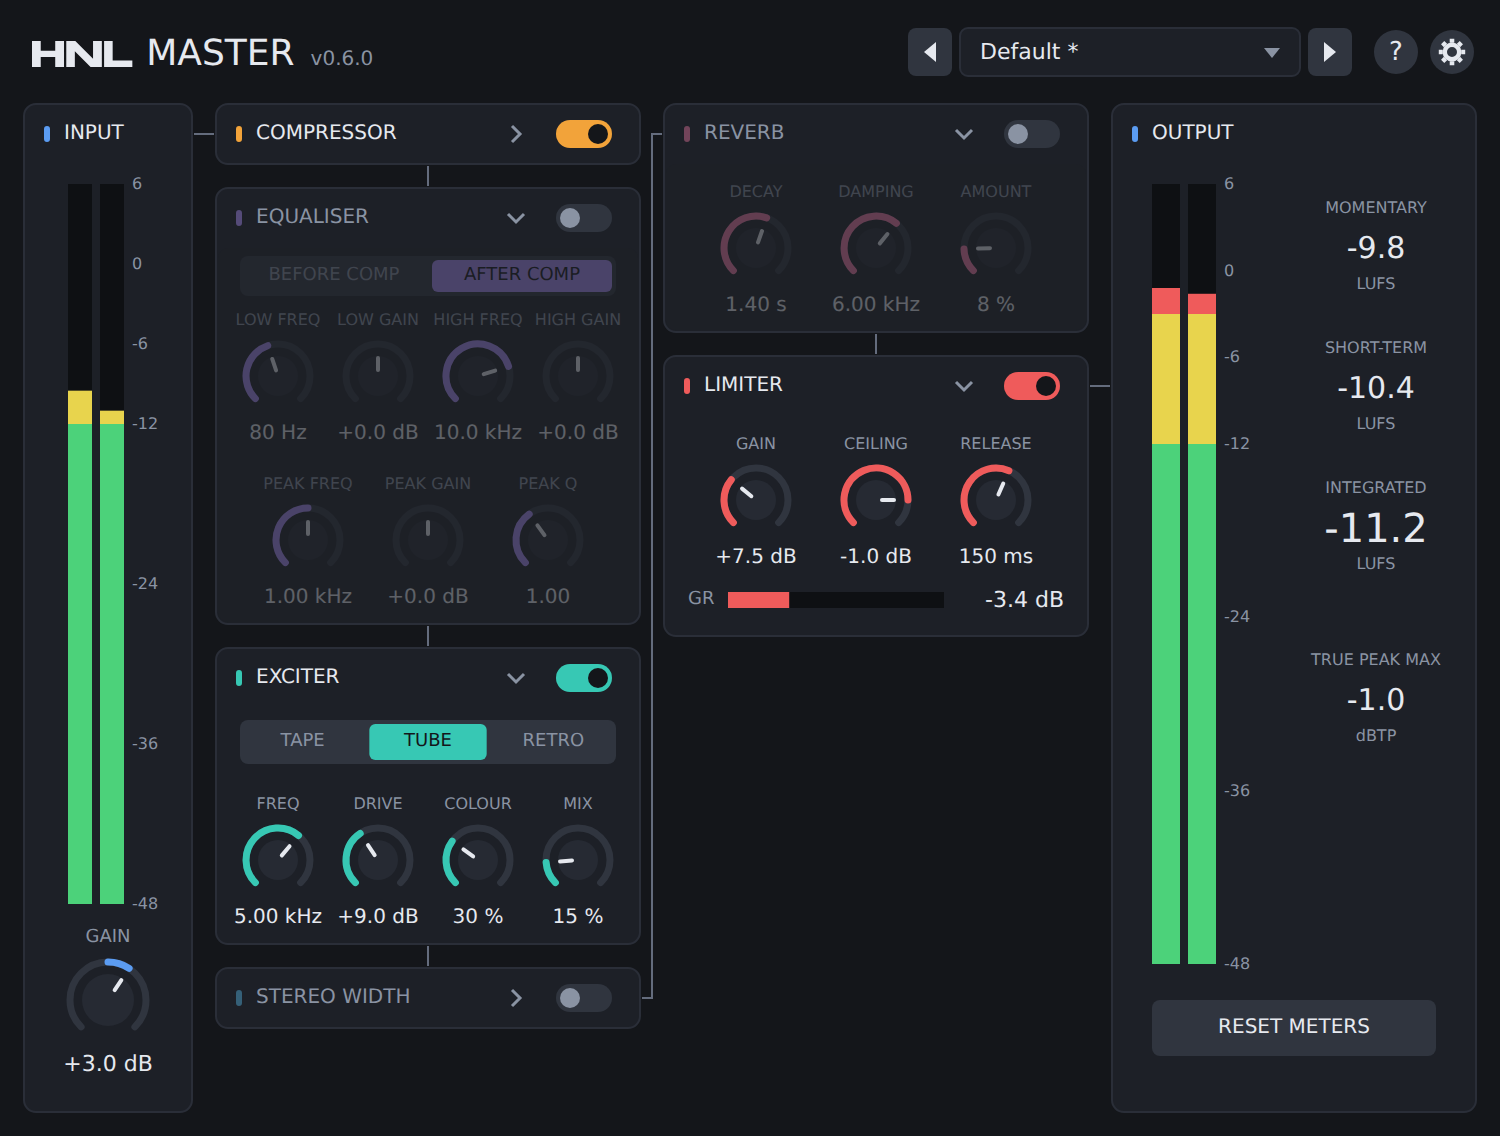 HNL MASTER v0.6.0
Default *
?
INPUT
6
0
-6
-12
-24
-36
-48
GAIN
+3.0 dB
COMPRESSOR
EQUALISER
BEFORE COMP AFTER COMP
LOW FREQ LOW GAIN HIGH FREQ HIGH GAIN
80 Hz +0.0 dB 10.0 kHz +0.0 dB
PEAK FREQ PEAK GAIN PEAK Q
1.00 kHz +0.0 dB 1.00
EXCITER
TAPE TUBE RETRO
FREQ DRIVE COLOUR MIX
5.00 kHz +9.0 dB 30 % 15 %
STEREO WIDTH
REVERB
DECAY DAMPING AMOUNT
1.40 s 6.00 kHz 8 %
LIMITER
GAIN CEILING RELEASE
+7.5 dB -1.0 dB 150 ms
GR -3.4 dB
OUTPUT
6
0
-6
-12
-24
-36
-48
MOMENTARY
-9.8
LUFS
SHORT-TERM
-10.4
LUFS
INTEGRATED
-11.2
LUFS
TRUE PEAK MAX
-1.0
dBTP
RESET METERS